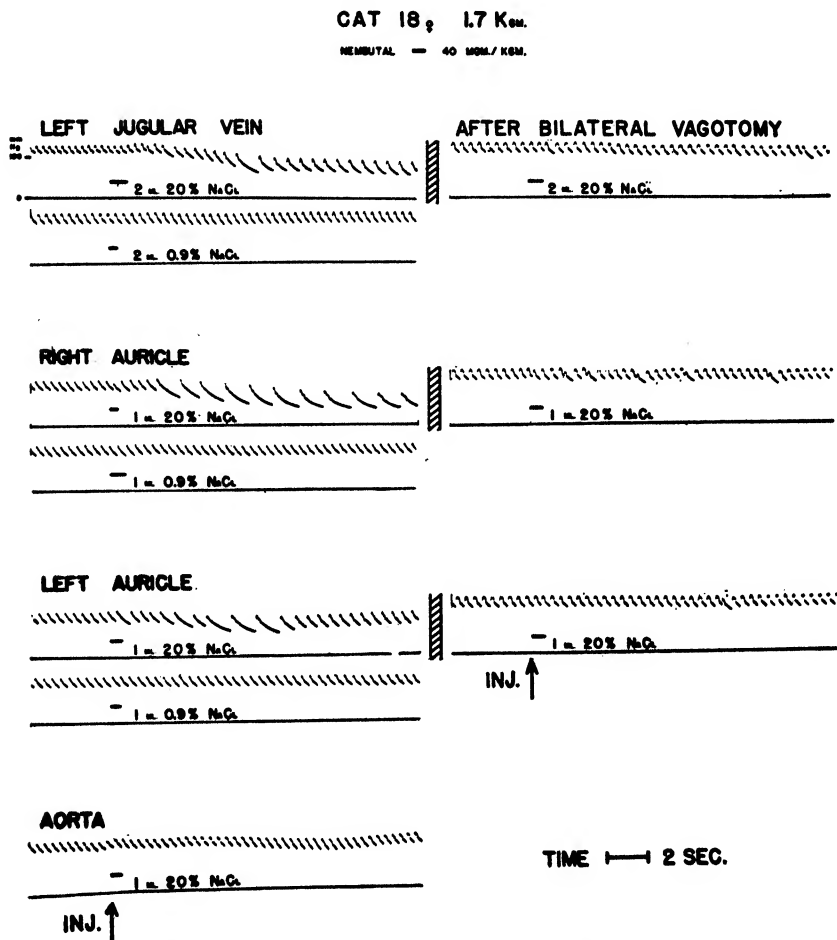 CAT 18♀ 1.7 KGM.
NEMBUTAL — 40 MGM./KGM.
LEFT JUGULAR VEIN
AFTER BILATERAL VAGOTOMY
100
0
2 cc. 20% NaCl
2 cc. 20% NaCl
2 cc. 0.9% NaCl
RIGHT AURICLE
1 cc. 20% NaCl
1 cc. 20% NaCl
1 cc. 0.9% NaCl
LEFT AURICLE
1 cc. 20% NaCl
1 cc. 20% NaCl
INJ.
1 cc. 0.9% NaCl
AORTA
1 cc. 20% NaCl
TIME 2 SEC.
INJ.